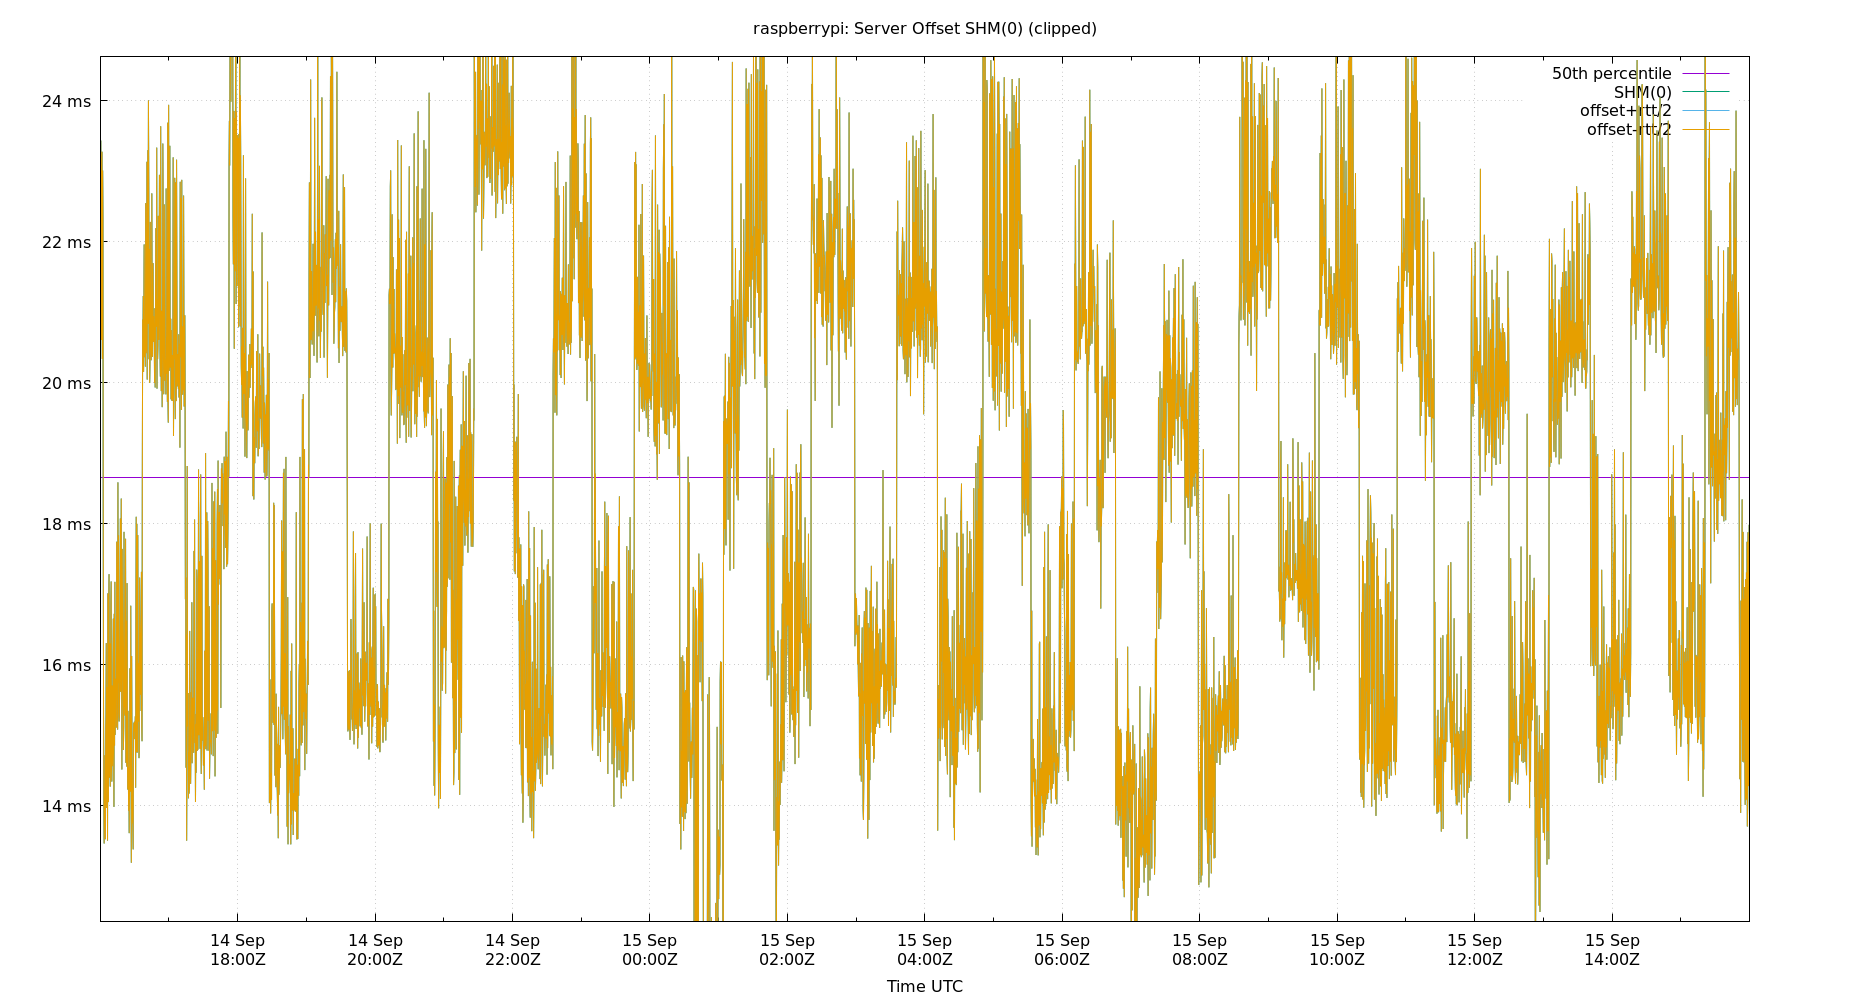 raspberrypi: Server Offset SHM(0) (clipped)
50th percentile
SHM(0)
offset+rtt/2
offset-rtt/2
24 ms
22 ms
20 ms
18 ms
16 ms
14 ms
14 Sep 14 Sep 14 Sep 15 Sep 15 Sep 15 Sep 15 Sep 15 Sep 15 Sep 15 Sep 15 Sep
18:00Z 20:00Z 22:00Z 00:00Z 02:00Z 04:00Z 06:00Z 08:00Z 10:00Z 12:00Z 14:00Z
Time UTC